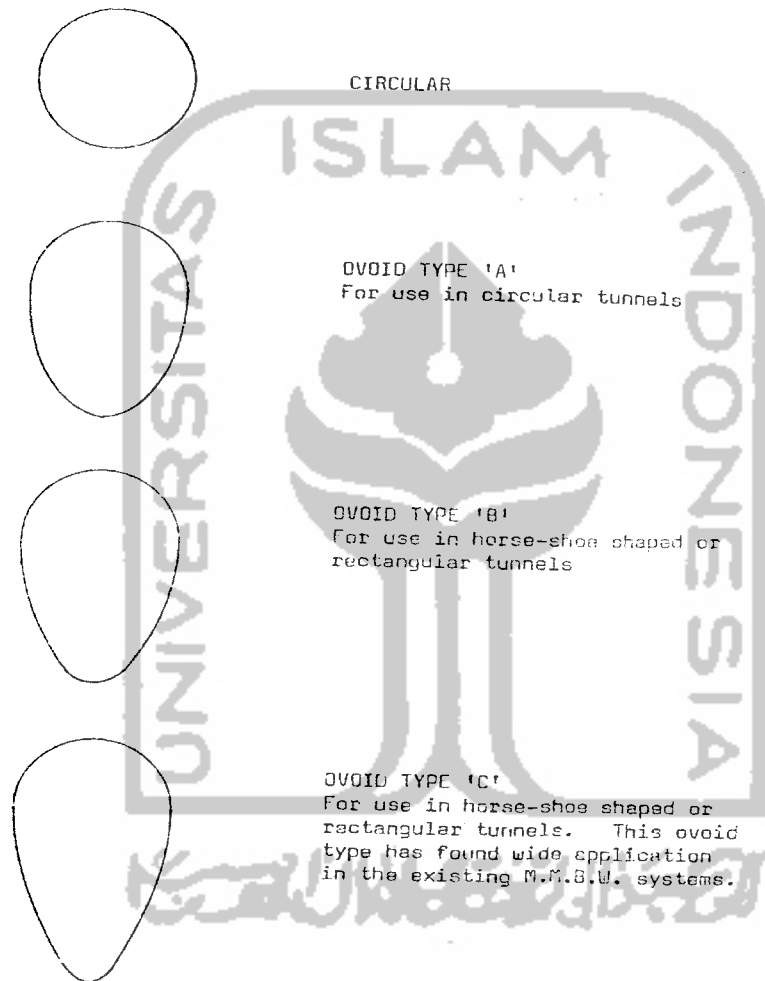 CIRCULAR
ISLAM
UNIVERSITAS
INDONESIA
OVOID TYPE 'A'
For use in circular tunnels
OVOID TYPE 'B'
For use in horse-shoe shaped or
rectangular tunnels
OVOID TYPE 'C'
For use in horse-shoe shaped or
rectangular tunnels. This ovoid
type has found wide application
in the existing M.M.B.W. systems.